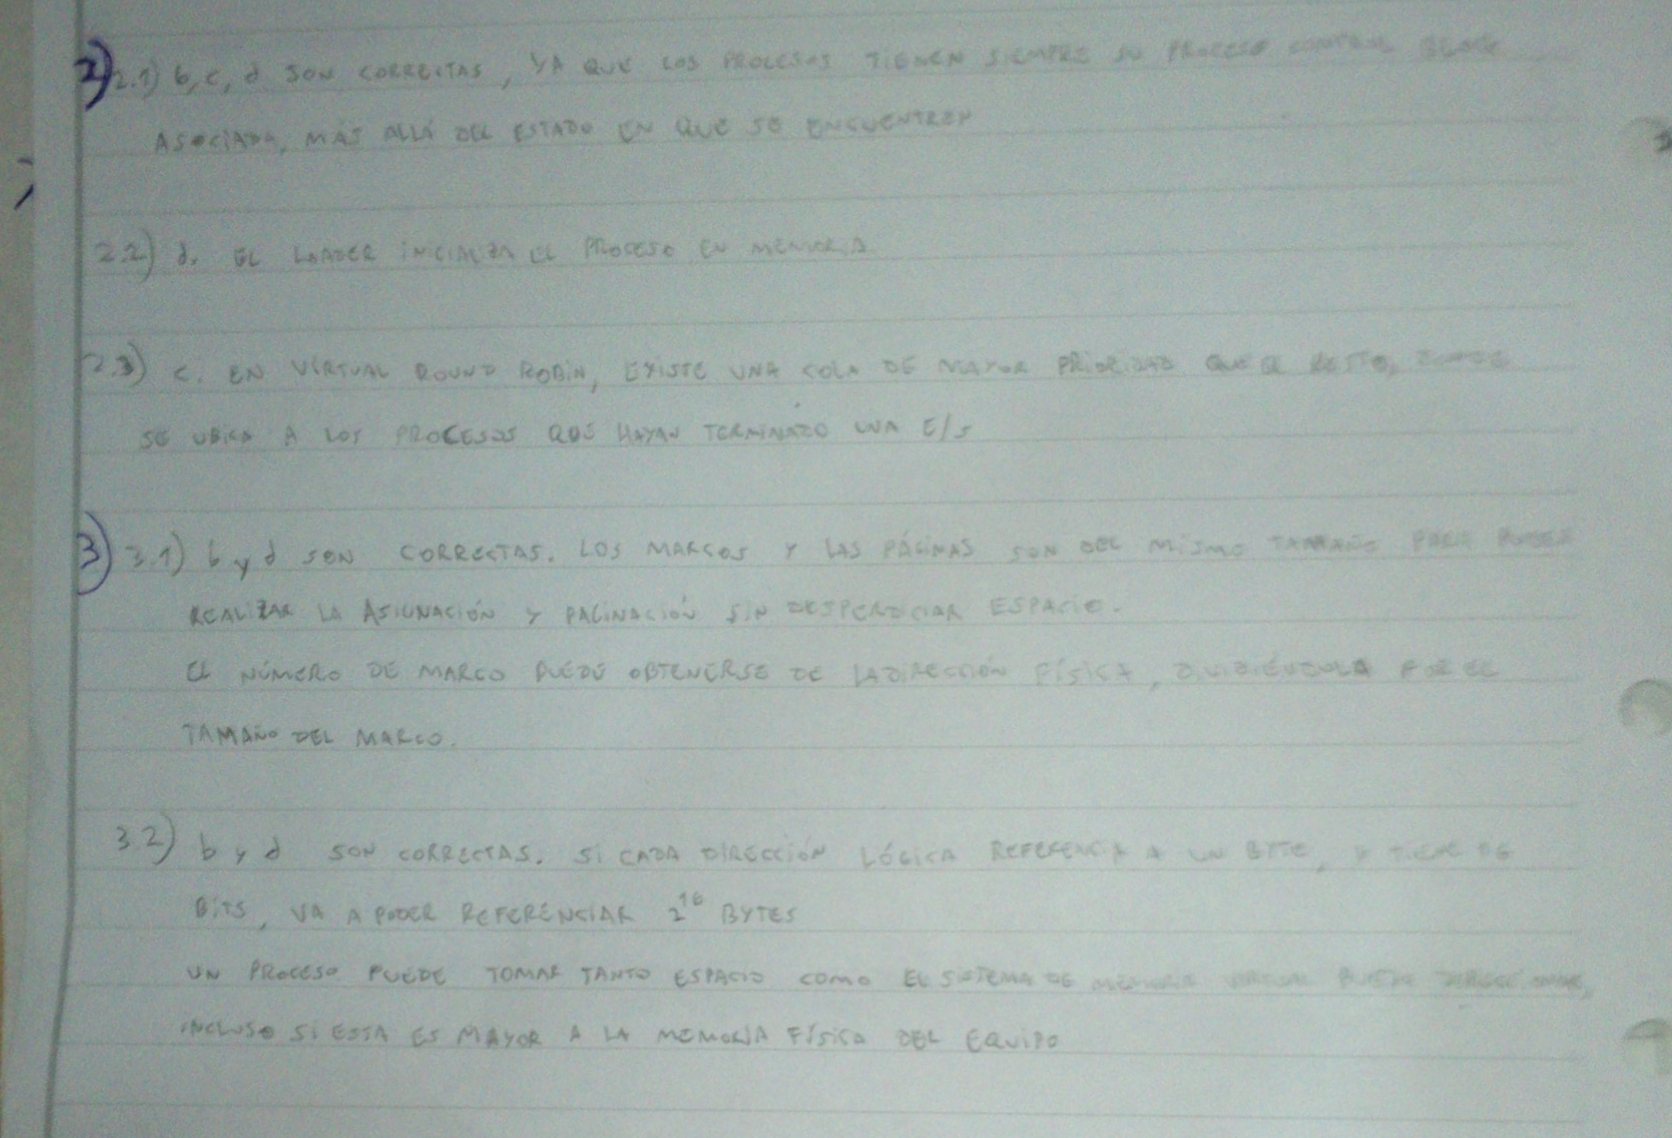 2) 2.1) b, c, d SON CORRECTAS, YA QUE LOS PROCESOS TIENEN SIEMPRE SU PROCESO CONTROL BLOCK
ASOCIADA, MÁS ALLÁ DEL ESTADO EN QUE SE ENCUENTREN
2.2) d. EL LOADER INICIALIZA EL PROCESO EN MEMORIA
2.3) C. EN VIRTUAL ROUND ROBIN, EXISTE UNA COLA DE MAYOR PRIORIDAD QUE EL RESTO, DONDE
SE UBICA A LOS PROCESOS QUE HAYAN TERMINADO UNA E/S
3) 3.1) b y d SON CORRECTAS. LOS MARCOS Y LAS PÁGINAS SON DEL MISMO TAMAÑO PARA PODER
REALIZAR LA ASIGNACIÓN Y PAGINACIÓN SIN DESPERDICIAR ESPACIO.
EL NÚMERO DE MARCO PUEDE OBTENERSE DE LA DIRECCIÓN FÍSICA, DIVIDIÉNDOLA POR EL
TAMAÑO DEL MARCO.
3.2) b y d SON CORRECTAS. SI CADA DIRECCIÓN LÓGICA REFERENCIA A UN BYTE, Y
BITS, VA A PODER REFERENCIAR 2^16 BYTES
UN PROCESO PUEDE TOMAR TANTO ESPACIO COMO EL SISTEMA DE MEMORIA VIRTUAL PUEDA
INCLUSO SI ESTA ES MAYOR A LA MEMORIA FÍSICA DEL EQUIPO